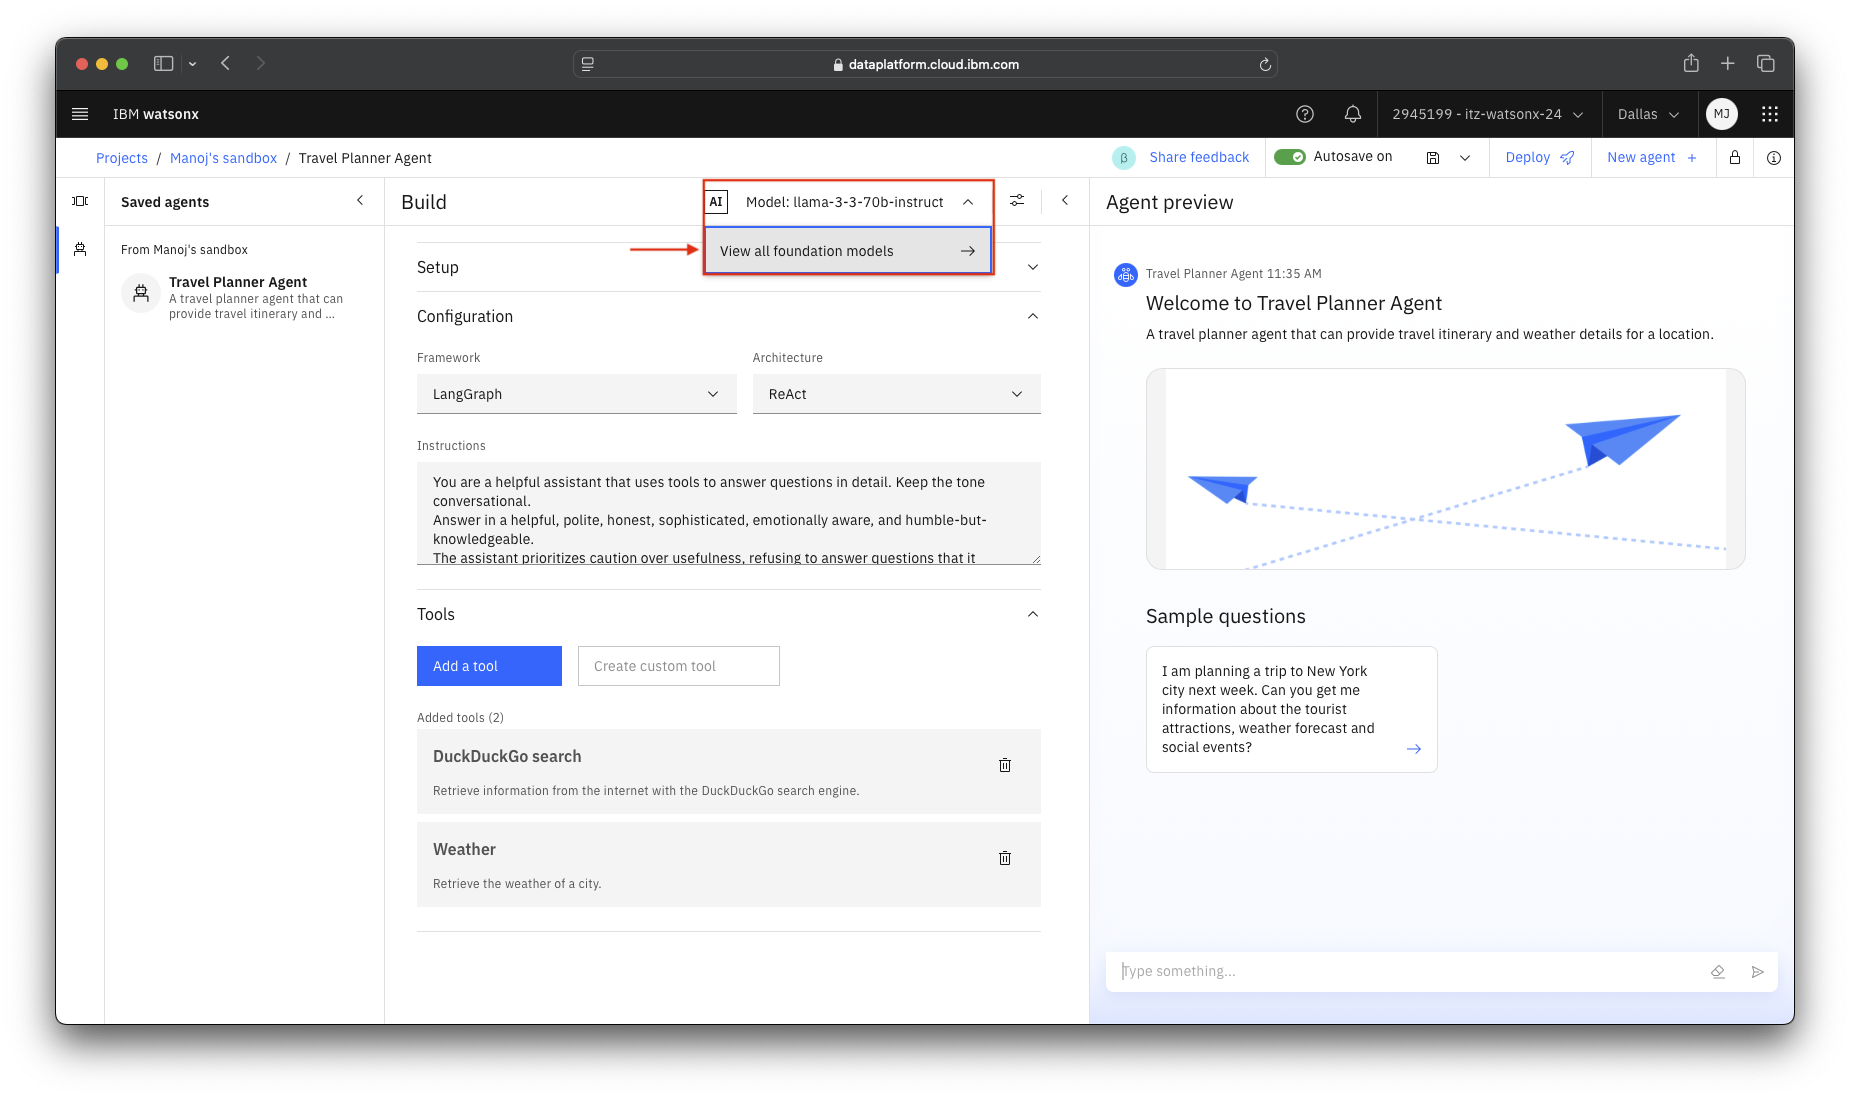 dataplatform.cloud.ibm.com
IBM watsonx
2945199 - itz-watsonx-24
Dallas
MJ
Projects / Manoj's sandbox / Travel Planner Agent
β
Share feedback
Autosave on
Deploy
New agent +
Saved agents
From Manoj's sandbox
Travel Planner Agent
A travel planner agent that can
provide travel itinerary and ...
Build
AI
Model: llama-3-3-70b-instruct
View all foundation models
Setup
Configuration
Framework
Architecture
LangGraph
ReAct
Instructions
You are a helpful assistant that uses tools to answer questions in detail. Keep the tone
conversational.
Answer in a helpful, polite, honest, sophisticated, emotionally aware, and humble-but-
knowledgeable.
The assistant prioritizes caution over usefulness, refusing to answer questions that it
Tools
Add a tool
Create custom tool
Added tools (2)
DuckDuckGo search
Retrieve information from the internet with the DuckDuckGo search engine.
Weather
Retrieve the weather of a city.
Agent preview
Travel Planner Agent 11:35 AM
Welcome to Travel Planner Agent
A travel planner agent that can provide travel itinerary and weather details for a location.
Sample questions
I am planning a trip to New York
city next week. Can you get me
information about the tourist
attractions, weather forecast and
social events?
Type something...